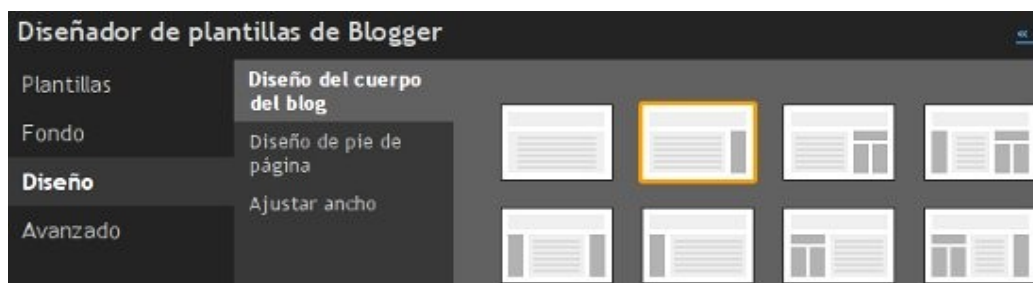 Diseñador de plantillas de Blogger
«
Plantillas
Fondo
Diseño
Avanzado
Diseño del cuerpo
del blog
Diseño de pie de
página
Ajustar ancho